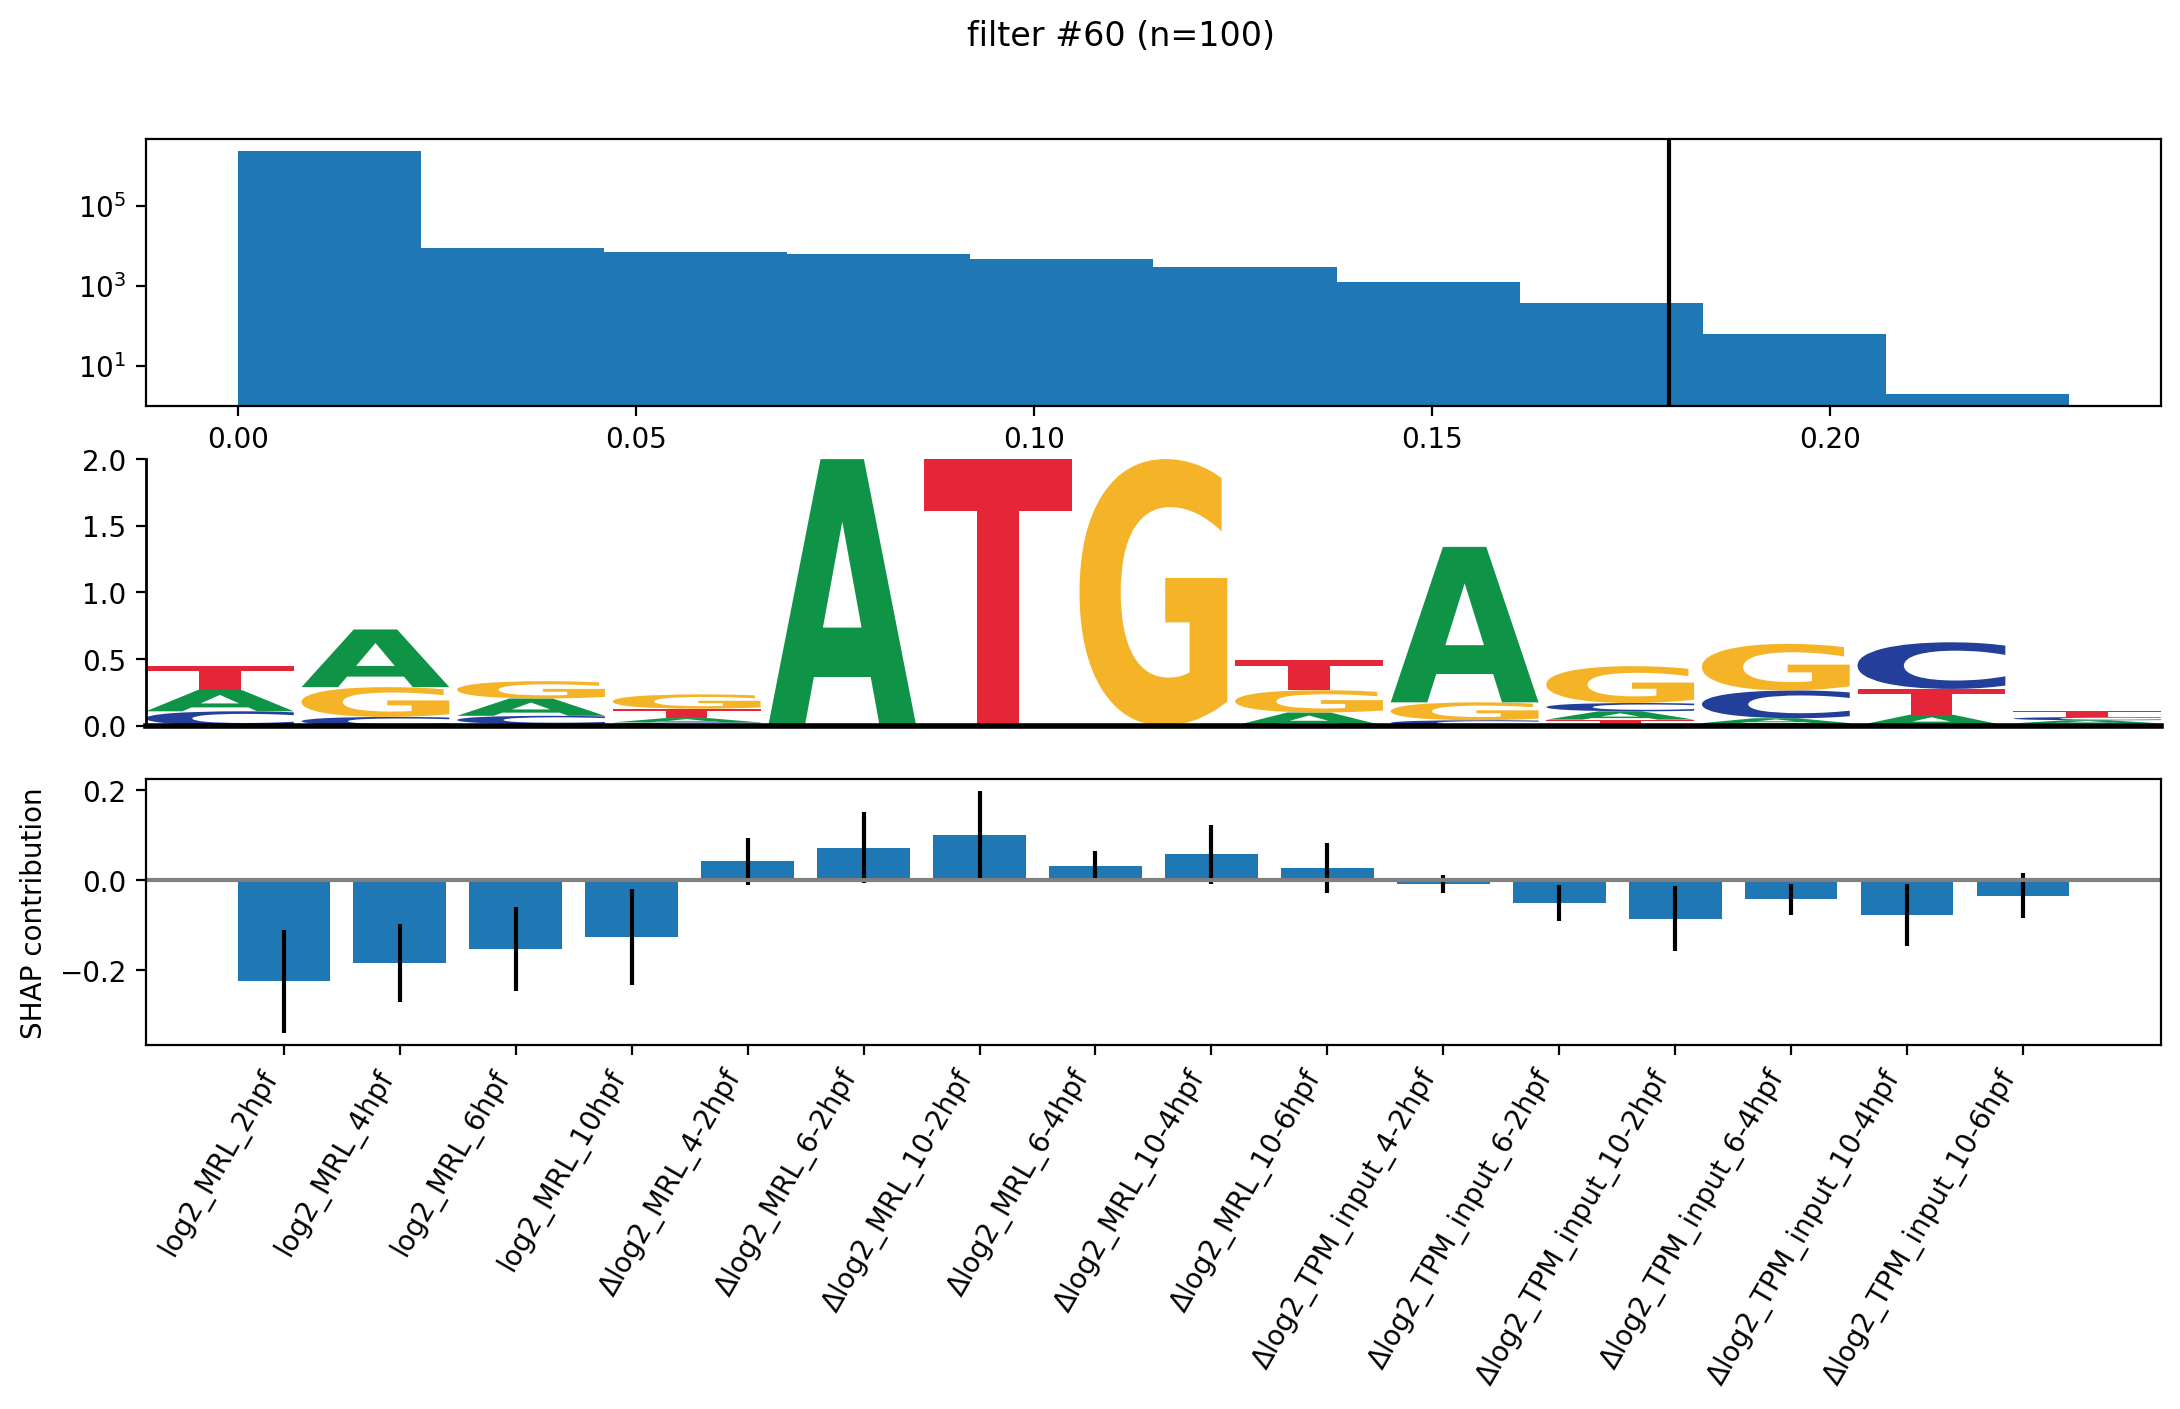 filter #60 (n=100)
10^5
10^3
10^1
0.00 0.05 0.10 0.15 0.20
2.0
1.5
1.0
0.5
0.0
T A G G A T G T A G G C T
A G A T G G C C T C
C C C A A C A A A A
T
SHAP contribution
0.2
0.0
−0.2
log2_MRL_2hpf
log2_MRL_4hpf
log2_MRL_6hpf
log2_MRL_10hpf
Δlog2_MRL_4-2hpf
Δlog2_MRL_6-2hpf
Δlog2_MRL_10-2hpf
Δlog2_MRL_6-4hpf
Δlog2_MRL_10-4hpf
Δlog2_MRL_10-6hpf
Δlog2_TPM_input_4-2hpf
Δlog2_TPM_input_6-2hpf
Δlog2_TPM_input_10-2hpf
Δlog2_TPM_input_6-4hpf
Δlog2_TPM_input_10-4hpf
Δlog2_TPM_input_10-6hpf